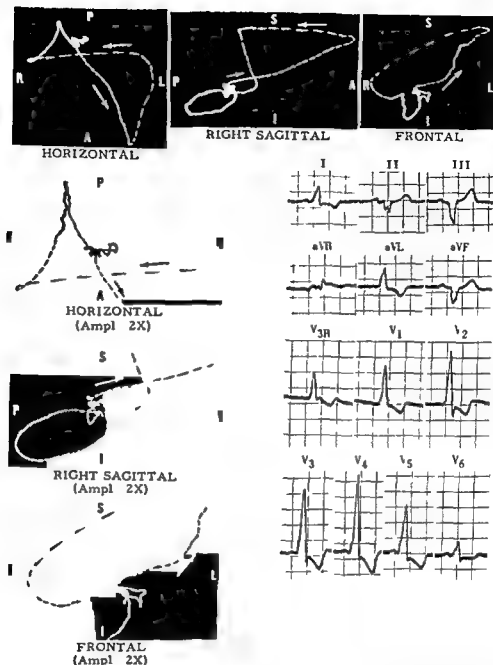 P
S
S
R
L
P
A
R
L
A
I
I
HORIZONTAL
RIGHT SAGITTAL
FRONTAL
P
I
II
III
A
aVR
aVL
aVF
HORIZONTAL
(Ampl 2X)
S
V3R
V1
V2
P
I
RIGHT SAGITTAL
(Ampl 2X)
S
V3
V4
V5
V6
L
I
FRONTAL
(Ampl 2X)